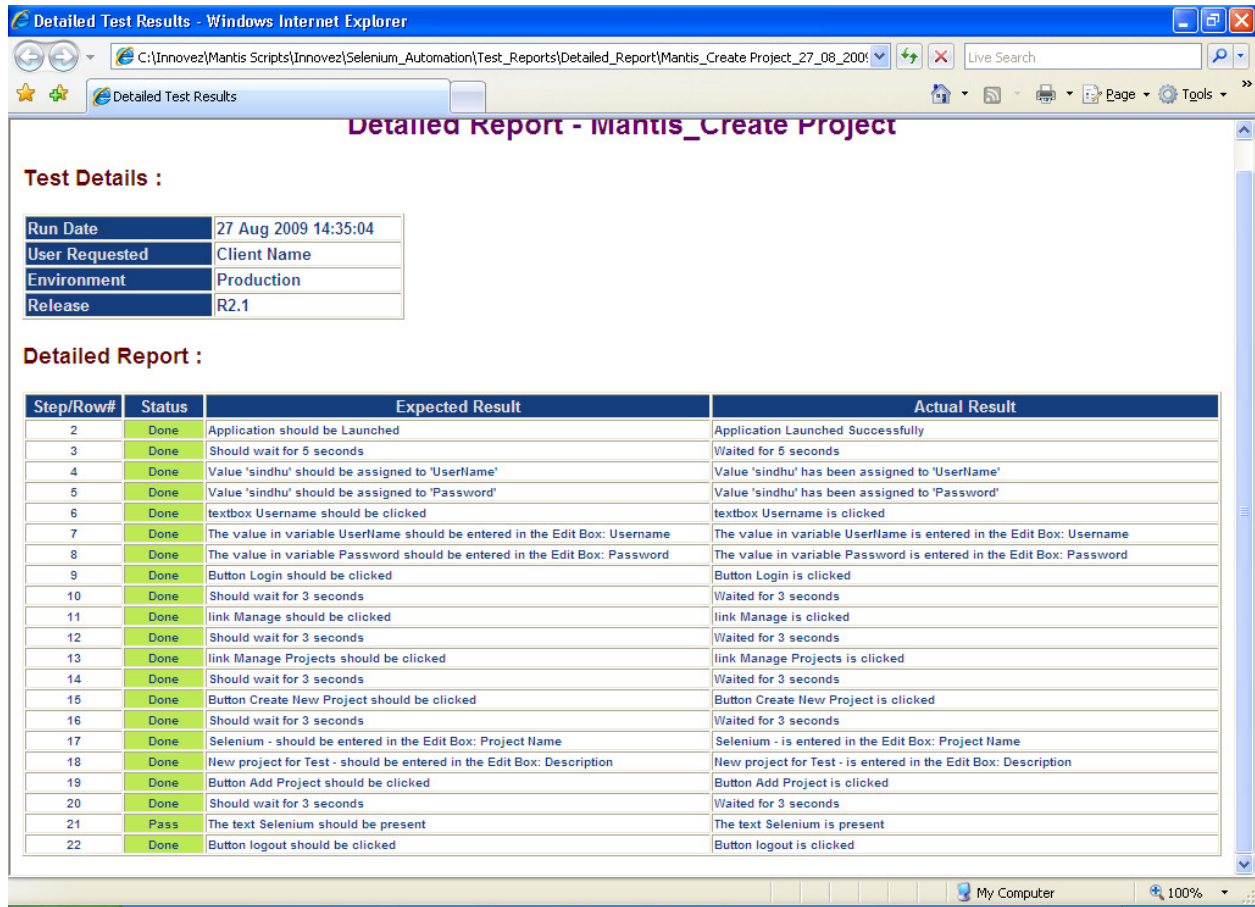 Detailed Test Results - Windows Internet Explorer
C:\Innovez\Mantis Scripts\Innovez\Selenium_Automation\Test_Reports\Detailed_Report\Mantis_Create Project_27_08_2009
Live Search
Detailed Test Results
Page Tools »
Detailed Report - Mantis_Create Project
Test Details :
Run Date 27 Aug 2009 14:35:04
User Requested Client Name
Environment Production
Release R2.1
Detailed Report :
Step/Row# Status Expected Result Actual Result
2 Done Application should be Launched Application Launched Successfully
3 Done Should wait for 5 seconds Waited for 5 seconds
4 Done Value 'sindhu' should be assigned to 'UserName' Value 'sindhu' has been assigned to 'UserName'
5 Done Value 'sindhu' should be assigned to 'Password' Value 'sindhu' has been assigned to 'Password'
6 Done textbox Username should be clicked textbox Username is clicked
7 Done The value in variable UserName should be entered in the Edit Box: Username The value in variable UserName is entered in the Edit Box: Username
8 Done The value in variable Password should be entered in the Edit Box: Password The value in variable Password is entered in the Edit Box: Password
9 Done Button Login should be clicked Button Login is clicked
10 Done Should wait for 3 seconds Waited for 3 seconds
11 Done link Manage should be clicked link Manage is clicked
12 Done Should wait for 3 seconds Waited for 3 seconds
13 Done link Manage Projects should be clicked link Manage Projects is clicked
14 Done Should wait for 3 seconds Waited for 3 seconds
15 Done Button Create New Project should be clicked Button Create New Project is clicked
16 Done Should wait for 3 seconds Waited for 3 seconds
17 Done Selenium - should be entered in the Edit Box: Project Name Selenium - is entered in the Edit Box: Project Name
18 Done New project for Test - should be entered in the Edit Box: Description New project for Test - is entered in the Edit Box: Description
19 Done Button Add Project should be clicked Button Add Project is clicked
20 Done Should wait for 3 seconds Waited for 3 seconds
21 Pass The text Selenium should be present The text Selenium is present
22 Done Button logout should be clicked Button logout is clicked
My Computer 100%